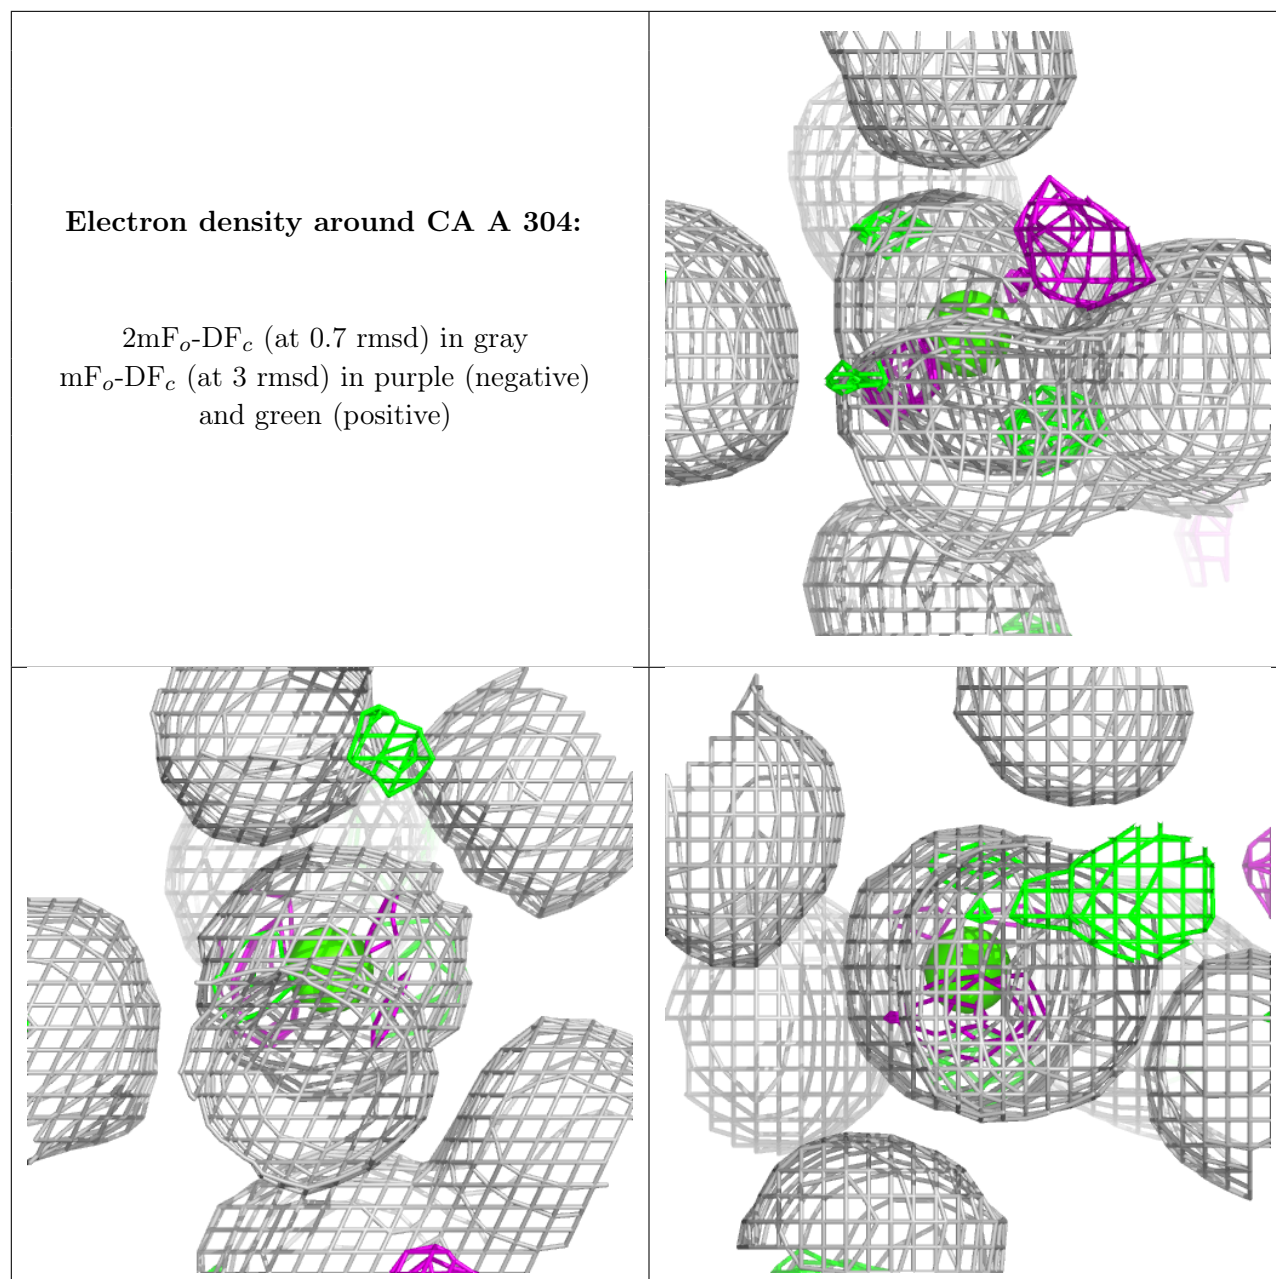 Electron density around CA A 304:
2mFo-DFc (at 0.7 rmsd) in gray
mFo-DFc (at 3 rmsd) in purple (negative)
and green (positive)